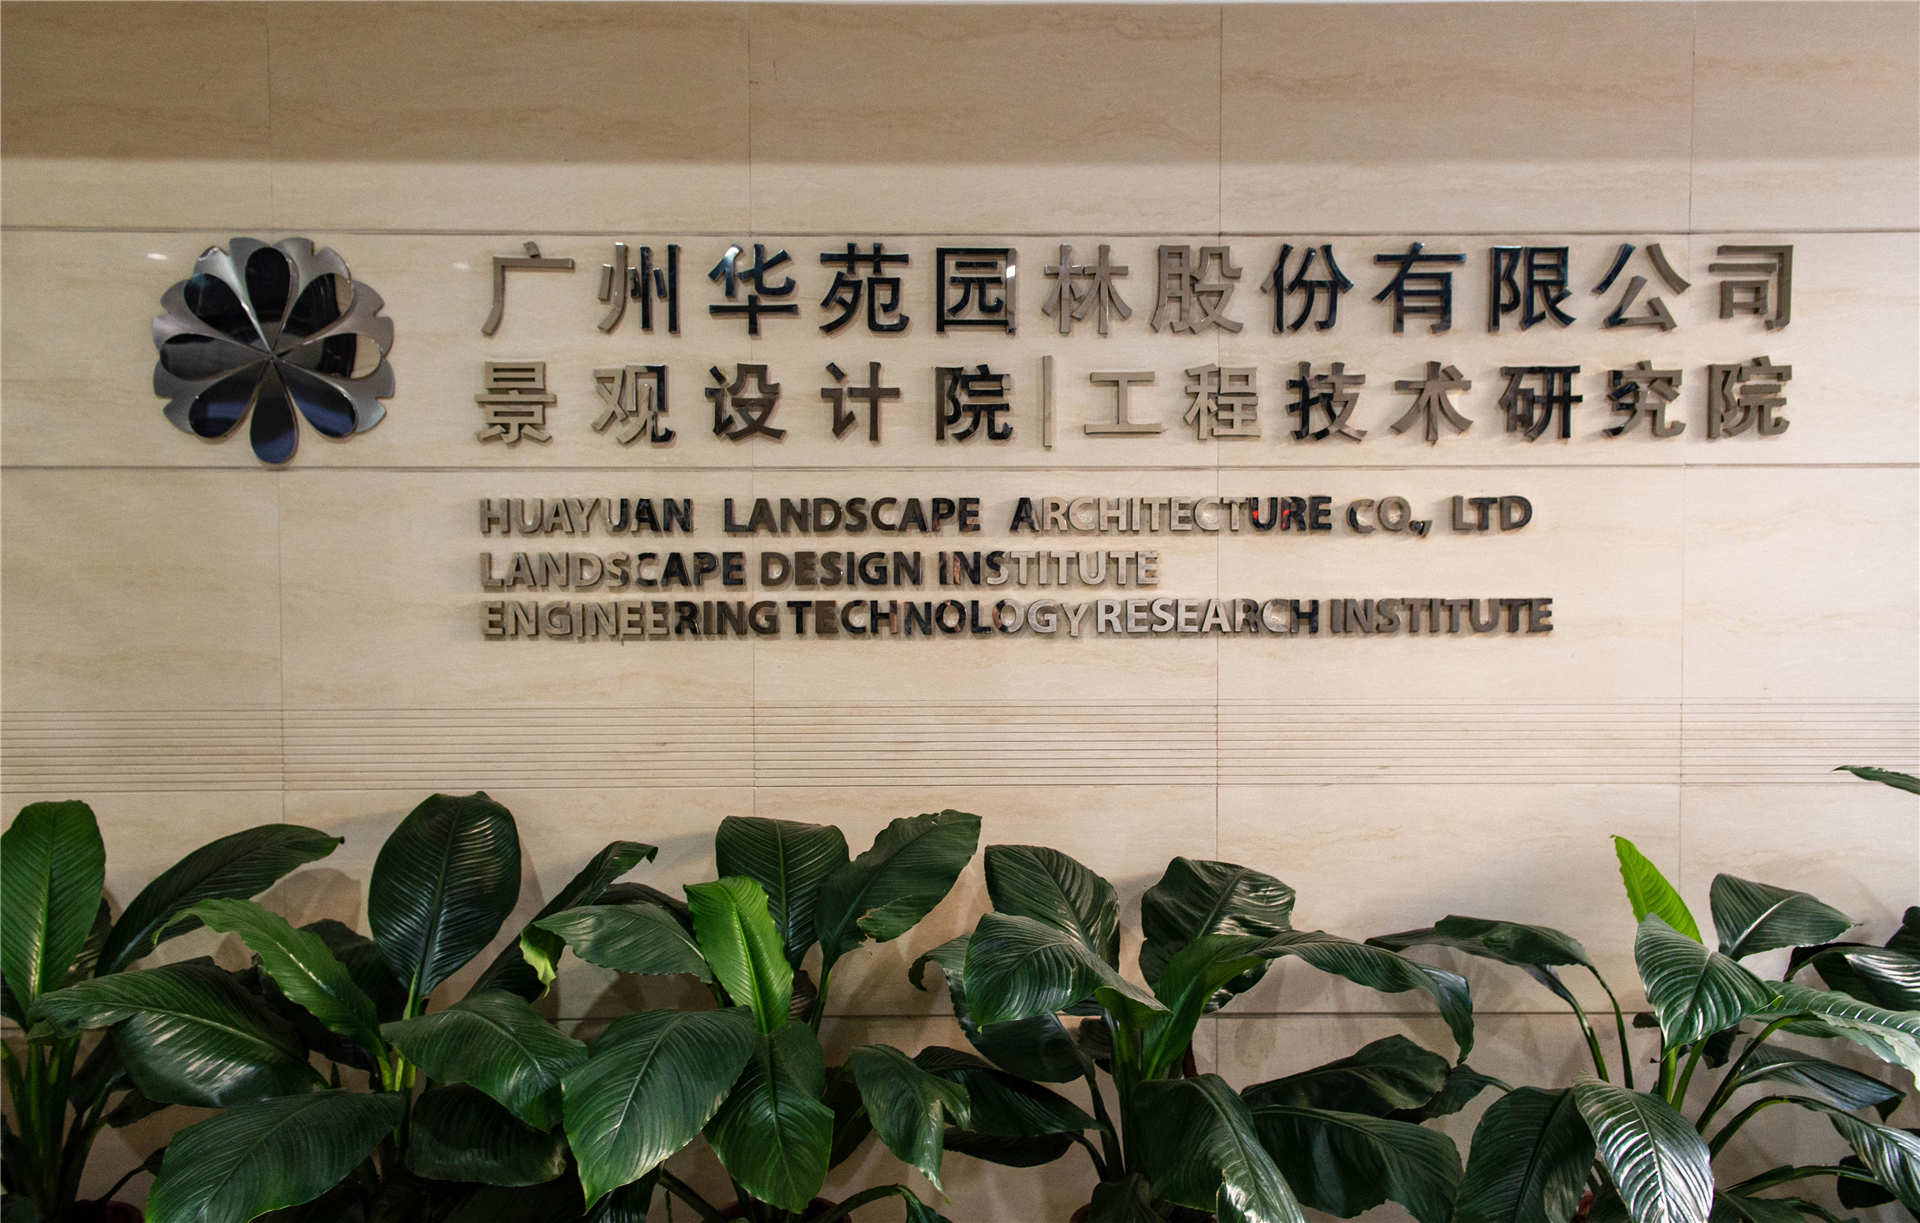 广州华苑园林股份有限公司
景观设计院|工程技术研究院
HUAYUAN LANDSCAPE ARCHITECTURE CO., LTD
LANDSCAPE DESIGN INSTITUTE
ENGINEERING TECHNOLOGY RESEARCH INSTITUTE